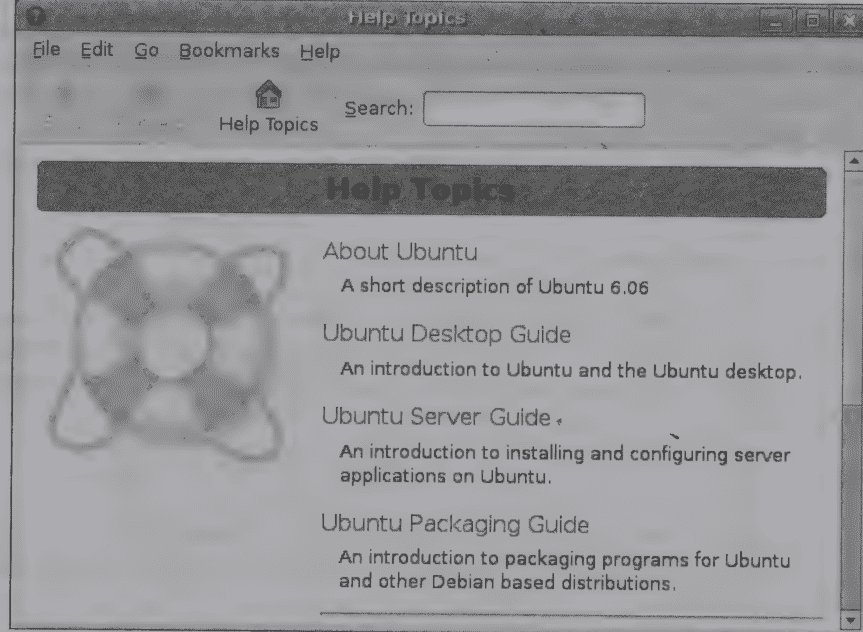 Help Topics
File Edit Go Bookmarks Help
Help Topics Search:
Help Topics
About Ubuntu
A short description of Ubuntu 6.06
Ubuntu Desktop Guide
An introduction to Ubuntu and the Ubuntu desktop.
Ubuntu Server Guide
An introduction to installing and configuring server
applications on Ubuntu.
Ubuntu Packaging Guide
An introduction to packaging programs for Ubuntu
and other Debian based distributions.